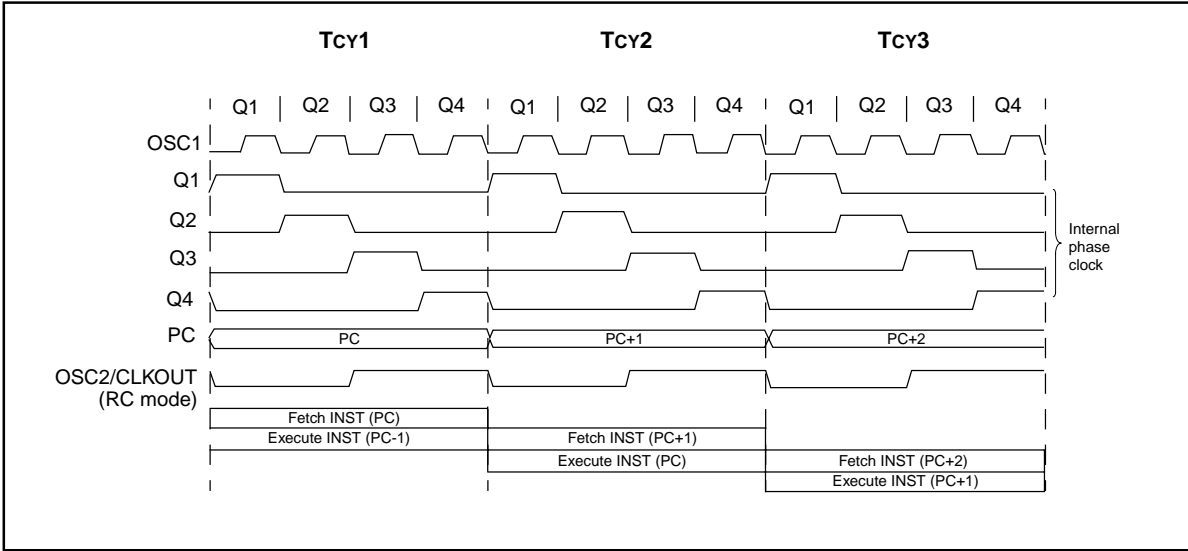 TCY1 TCY2 TCY3
Q1 Q2 Q3 Q4 Q1 Q2 Q3 Q4 Q1 Q2 Q3 Q4
OSC1
Q1
Q2
Q3
Q4
Internal
phase
clock
PC PC PC+1 PC+2
OSC2/CLKOUT
(RC mode)
Fetch INST (PC)
Execute INST (PC-1) Fetch INST (PC+1)
Execute INST (PC) Fetch INST (PC+2)
Execute INST (PC+1)